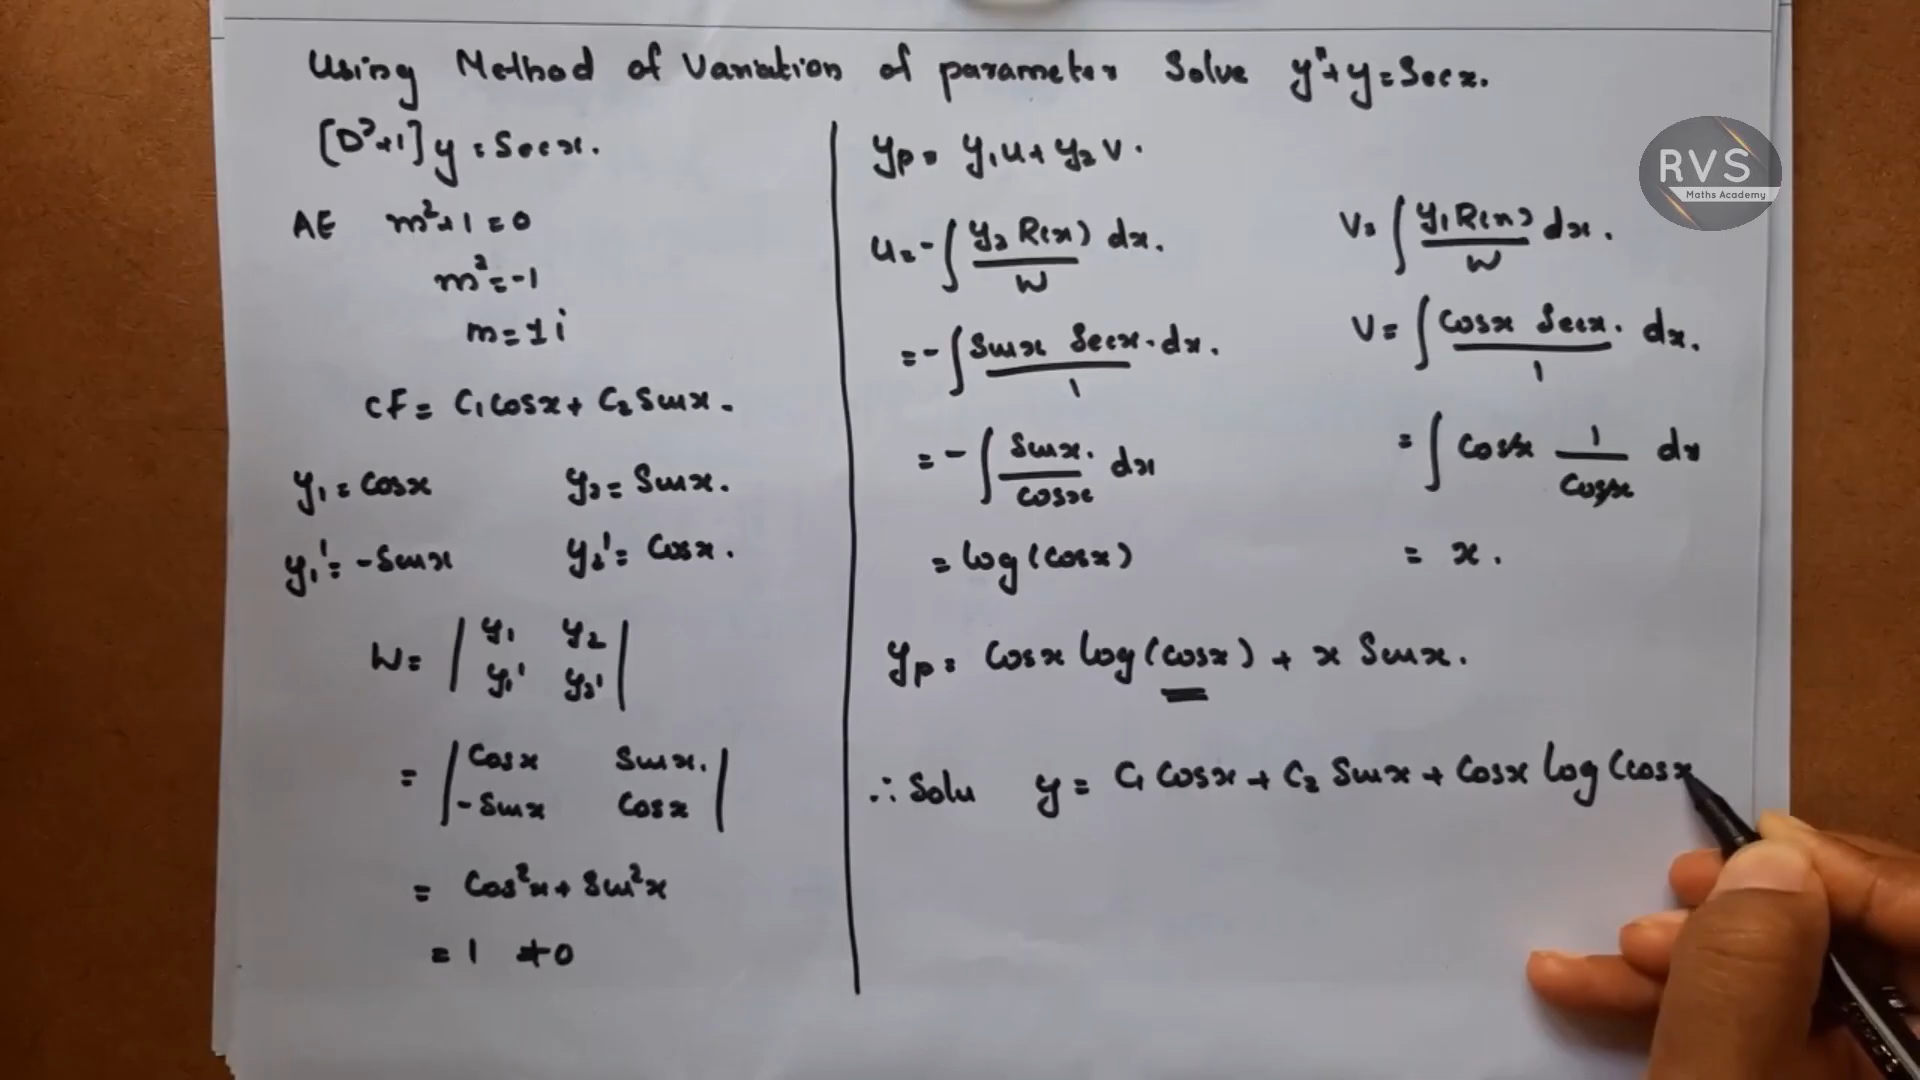 Using Method of Variation of parameter Solve y"+y=Secx.
[D²+1]y = Secx.
AE m²+1=0
m²=-1
m=±i
CF= C₁Cosx+ C₂ Sinx.
y₁=Cosx y₂= Sinx.
y₁'= -Sinx y₂'= Cosx.
W= | y₁ y₂ |
| y₁' y₂' |
= | Cosx Sinx. |
| -Sinx Cosx |
= Cos²x+ Sin²x
= 1 ≠0
yp= y₁u+ y₂v.
u= -∫ y₂ R(x)/W dx.
= -∫ Sinx Secx/1 . dx.
= -∫ Sinx./Cosx dx
= log(Cosx)
V= ∫ y₁R(x)/W dx.
V= ∫ Cosx Secx./1 dx.
= ∫ Cosx 1/Cosx dx
= x.
yp= Cosx log(Cosx) + x Sinx.
∴ Solu y= C₁ Cosx + C₂ Sinx + Cosx log(Cosx
RVS
Maths Academy